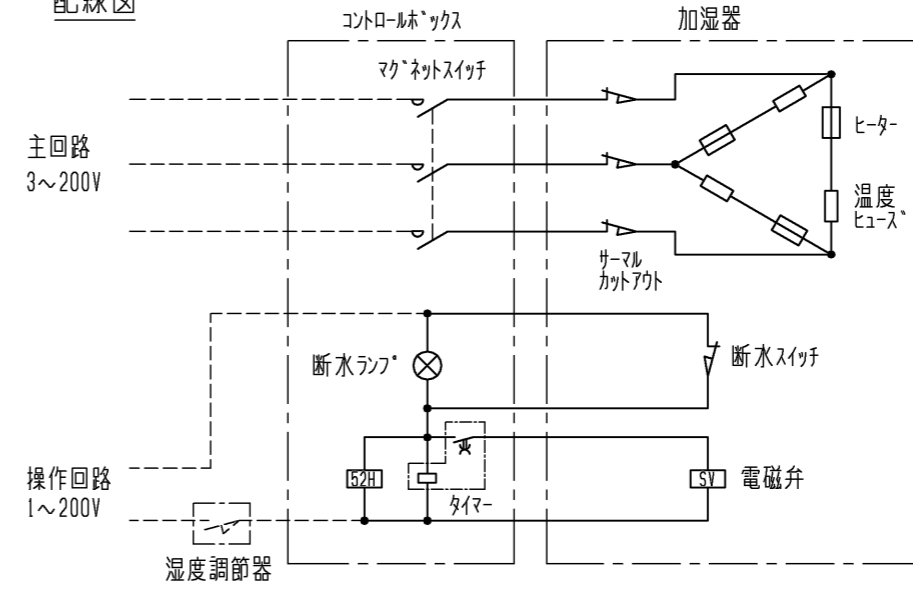 配線図
コントロールボックス
加湿器
マグネットスイッチ
主回路
3～200V
ヒーター
温度
ヒューズ
サーマル
カットアウト
断水ランプ
断水スイッチ
操作回路
1～200V
52H
タイマー
SV
電磁弁
湿度調節器